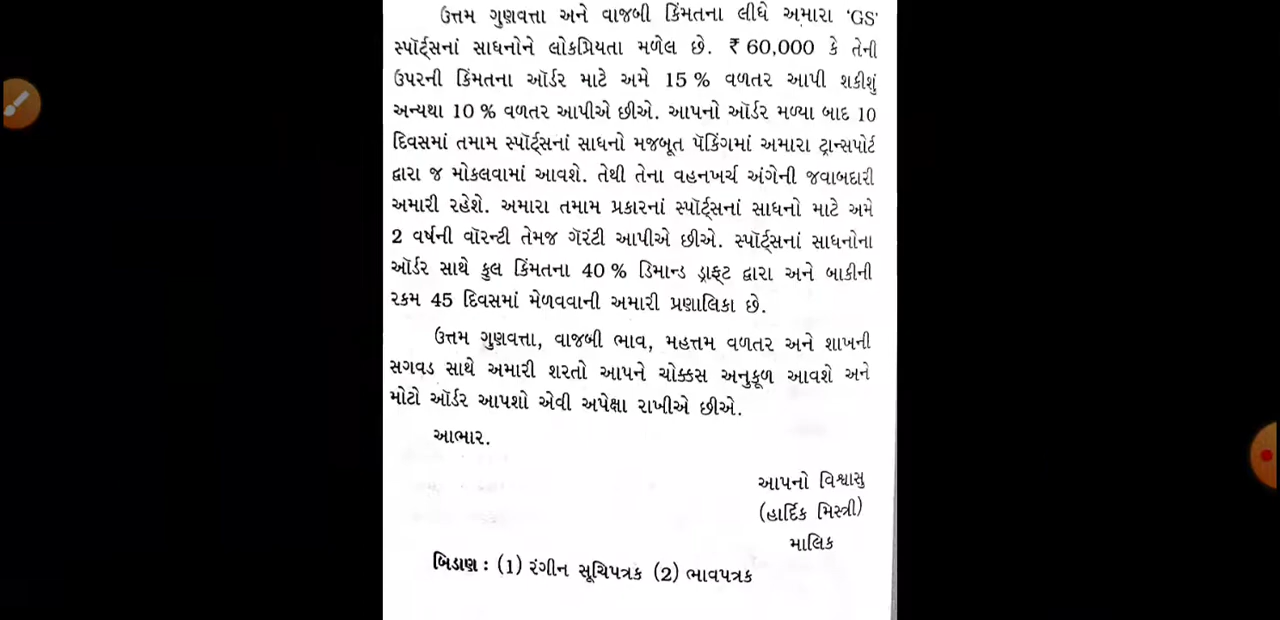 ઉત્તમ ગુણવત્તા અને વાજબી કિંમતના લીધે અમારા 'GS'
સ્પૉર્ટ્સનાં સાધનોને લોકપ્રિયતા મળેલ છે. ₹ 60,000 કે તેની
ઉપરની કિંમતના ઑર્ડર માટે અમે 15 % વળતર આપી શકીશું
અન્યથા 10 % વળતર આપીએ છીએ. આપનો ઑર્ડર મળ્યા બાદ 10
દિવસમાં તમામ સ્પૉર્ટ્સનાં સાધનો મજબૂત પૅકિંગમાં અમારા ટ્રાન્સપોર્ટ
દ્વારા જ મોકલવામાં આવશે. તેથી તેના વહનખર્ચ અંગેની જવાબદારી
અમારી રહેશે. અમારા તમામ પ્રકારનાં સ્પૉર્ટ્સનાં સાધનો માટે અમે
2 વર્ષની વૉરન્ટી તેમજ ગૅરંટી આપીએ છીએ. સ્પૉર્ટ્સનાં સાધનોના
ઑર્ડર સાથે કુલ કિંમતના 40 % ડિમાન્ડ ડ્રાફ્ટ દ્વારા અને બાકીની
રકમ 45 દિવસમાં મેળવવાની અમારી પ્રણાલિકા છે.
ઉત્તમ ગુણવત્તા, વાજબી ભાવ, મહત્તમ વળતર અને શાખની
સગવડ સાથે અમારી શરતો આપને ચોક્કસ અનુકૂળ આવશે અને
મોટો ઑર્ડર આપશો એવી અપેક્ષા રાખીએ છીએ.
આભાર.
આપનો વિશ્વાસુ
(હાર્દિક મિસ્ત્રી)
માલિક
બિડાણ : (1) રંગીન સૂચિપત્રક (2) ભાવપત્રક